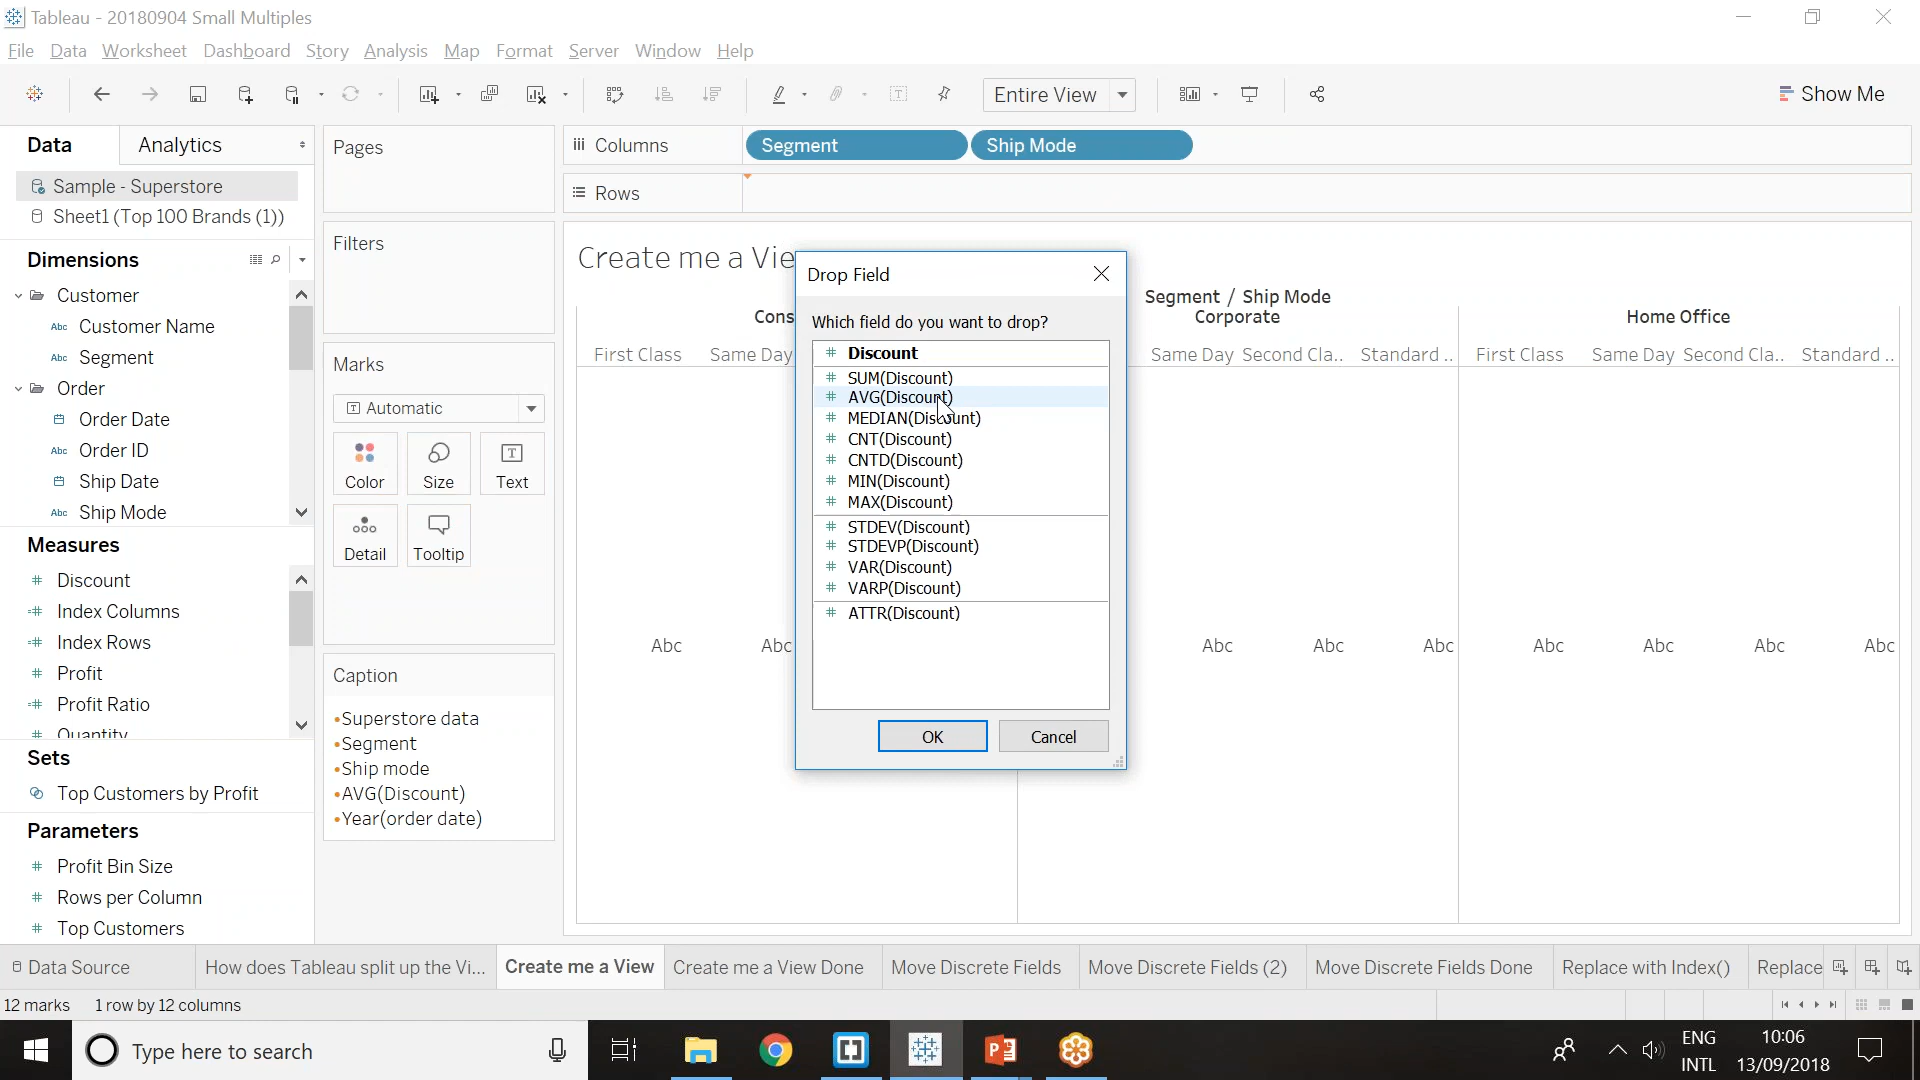 Tableau - 20180904 Small Multiples
File Data Worksheet Dashboard Story Analysis Map Format Server Window Help
Entire View
Show Me
Data Analytics
Pages
Columns Segment Ship Mode
Sample - Superstore
Sheet1 (Top 100 Brands (1))
Rows
Filters
Dimensions
Create me a Vie
Drop Field
Customer
Segment / Ship Mode
Abc Customer Name
Cons
Which field do you want to drop?
Corporate
Home Office
Abc Segment
Marks
First Class Same Day
Discount
Same Day Second Cla.. Standard .. First Class Same Day Second Cla.. Standard ..
SUM(Discount)
Order
AVG(Discount)
Automatic
MEDIAN(Discount)
Order Date
CNT(Discount)
Abc Order ID
CNTD(Discount)
Color Size Text
Ship Date
MIN(Discount)
MAX(Discount)
Abc Ship Mode
STDEV(Discount)
Measures
STDEVP(Discount)
Detail Tooltip
VAR(Discount)
Discount
VARP(Discount)
Index Columns
ATTR(Discount)
Index Rows
Abc Abc Abc Abc Abc Abc Abc Abc Abc
Profit
Caption
Profit Ratio
•Superstore data
Quantity
•Segment
OK Cancel
Sets
•Ship mode
Top Customers by Profit
•AVG(Discount)
•Year(order date)
Parameters
Profit Bin Size
Rows per Column
Top Customers
Data Source How does Tableau split up the Vi... Create me a View Create me a View Done Move Discrete Fields Move Discrete Fields (2) Move Discrete Fields Done Replace with Index() Replace
12 marks 1 row by 12 columns
Type here to search
ENG
INTL
10:06
13/09/2018